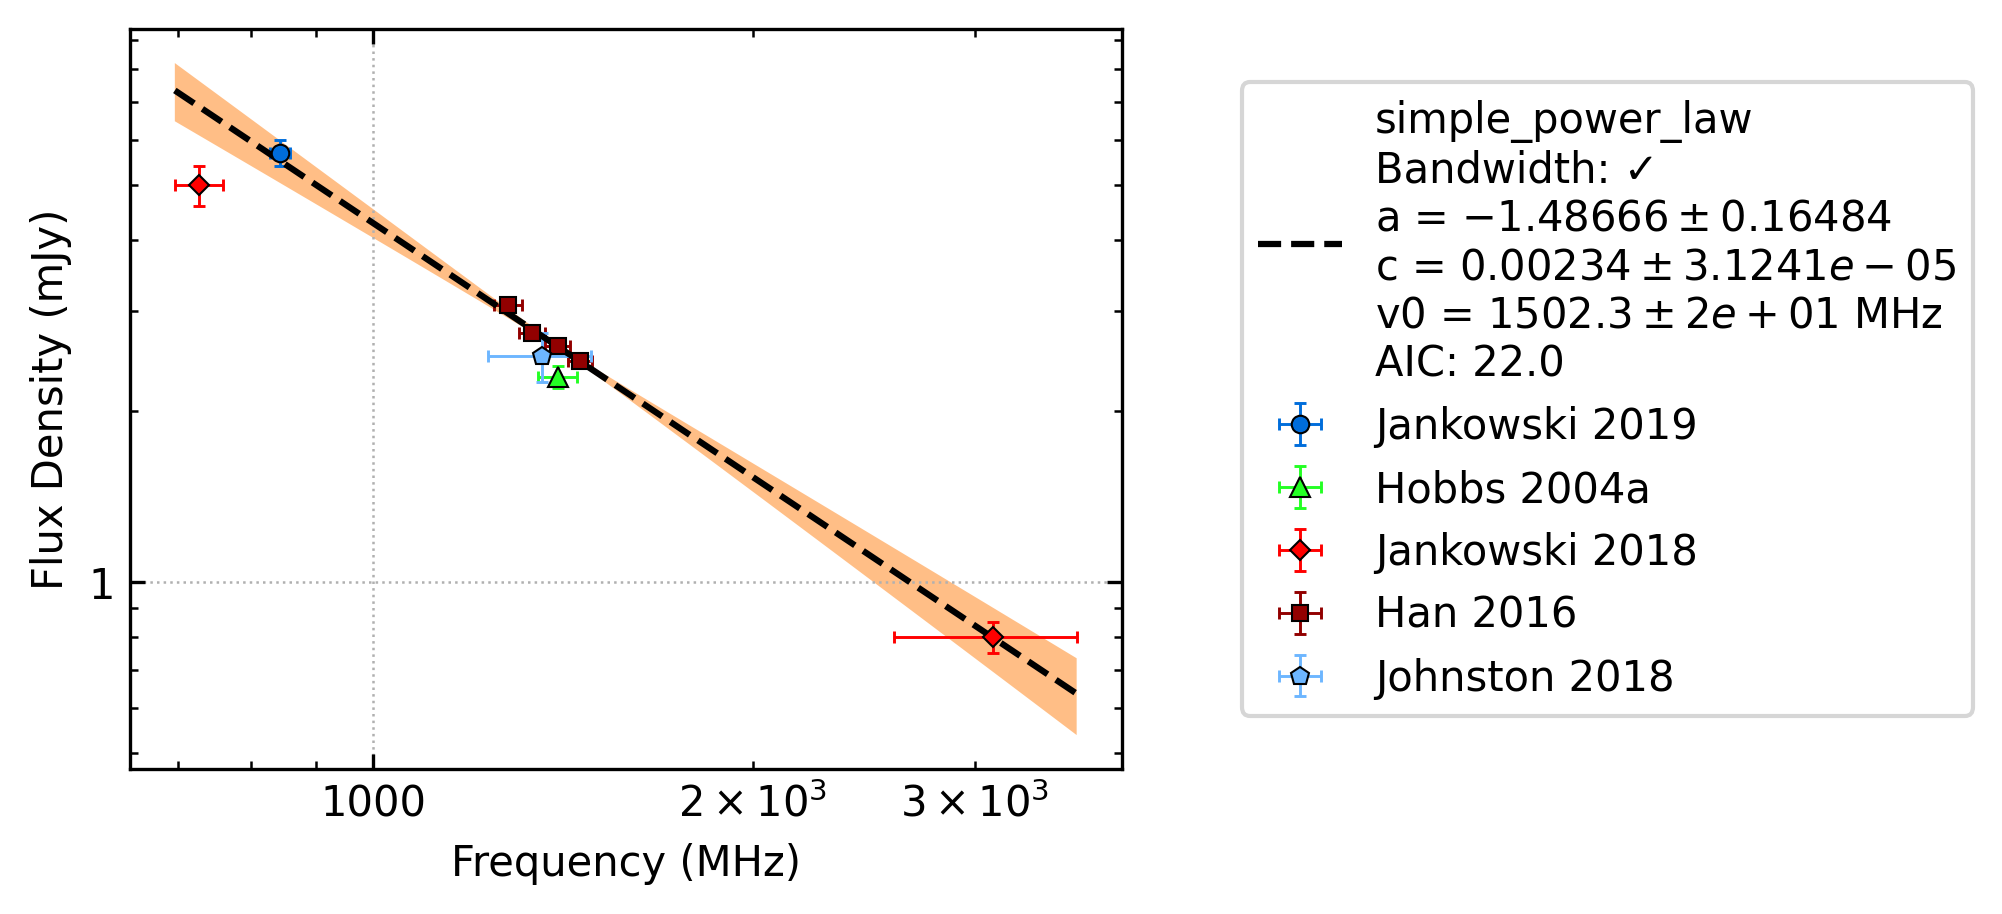 Flux Density (mJy)
1
1000
2 × 10³
3 × 10³
Frequency (MHz)
simple_power_law
Bandwidth: ✓
a = −1.48666 ± 0.16484
c = 0.00234 ± 3.1241e − 05
v0 = 1502.3 ± 2e + 01 MHz
AIC: 22.0
Jankowski 2019
Hobbs 2004a
Jankowski 2018
Han 2016
Johnston 2018